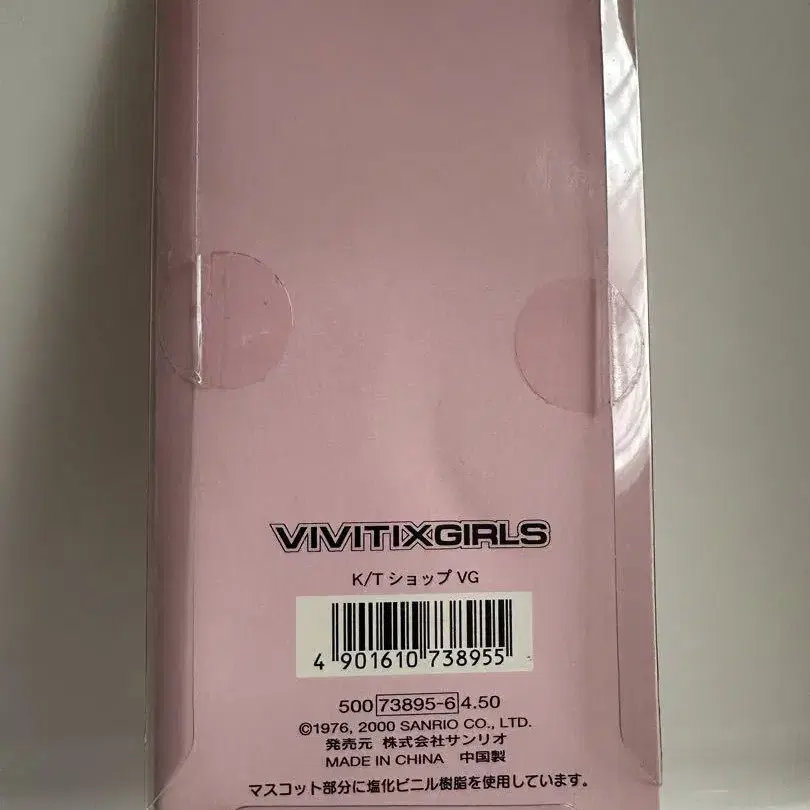 VIVITIXGIRLS
K/T ショップ VG
4 901610 738955
500 73895-6 4.50
©1976, 2000 SANRIO CO., LTD.
発売元 株式会社サンリオ
MADE IN CHINA 中国製
マスコット部分に塩化ビニル樹脂を使用しています。